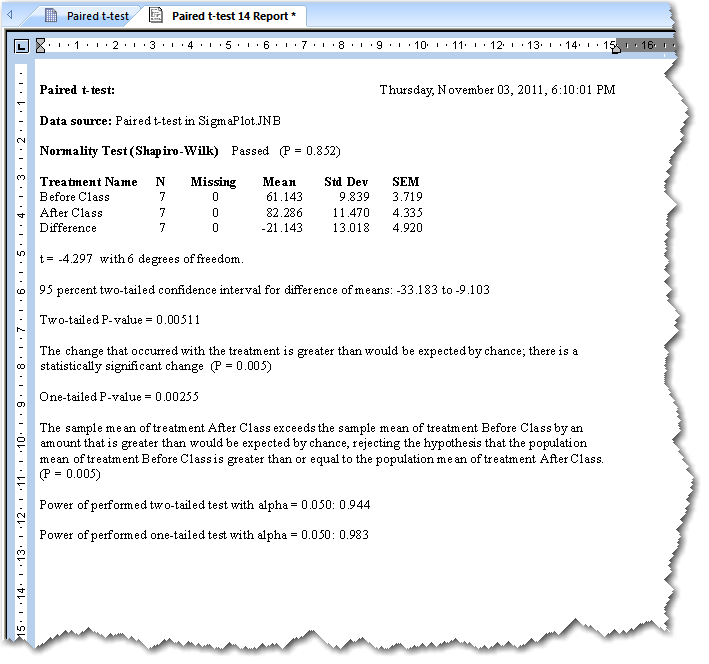 Paired t-test Paired t-test 14 Report *
L 1 2 3 4 5 6 7 8 9 10 11 12 13 14 15 16
1
2
3
4
5
6
7
8
9
10
11
12
13
14
15
Paired t-test: Thursday, November 03, 2011, 6:10:01 PM
Data source: Paired t-test in SigmaPlot.JNB
Normality Test (Shapiro-Wilk) Passed (P = 0.852)
Treatment Name N Missing Mean Std Dev SEM
Before Class 7 0 61.143 9.839 3.719
After Class 7 0 82.286 11.470 4.335
Difference 7 0 -21.143 13.018 4.920
t = -4.297 with 6 degrees of freedom.
95 percent two-tailed confidence interval for difference of means: -33.183 to -9.103
Two-tailed P-value = 0.00511
The change that occurred with the treatment is greater than would be expected by chance; there is a
statistically significant change (P = 0.005)
One-tailed P-value = 0.00255
The sample mean of treatment After Class exceeds the sample mean of treatment Before Class by an
amount that is greater than would be expected by chance, rejecting the hypothesis that the population
mean of treatment Before Class is greater than or equal to the population mean of treatment After Class.
(P = 0.005)
Power of performed two-tailed test with alpha = 0.050: 0.944
Power of performed one-tailed test with alpha = 0.050: 0.983